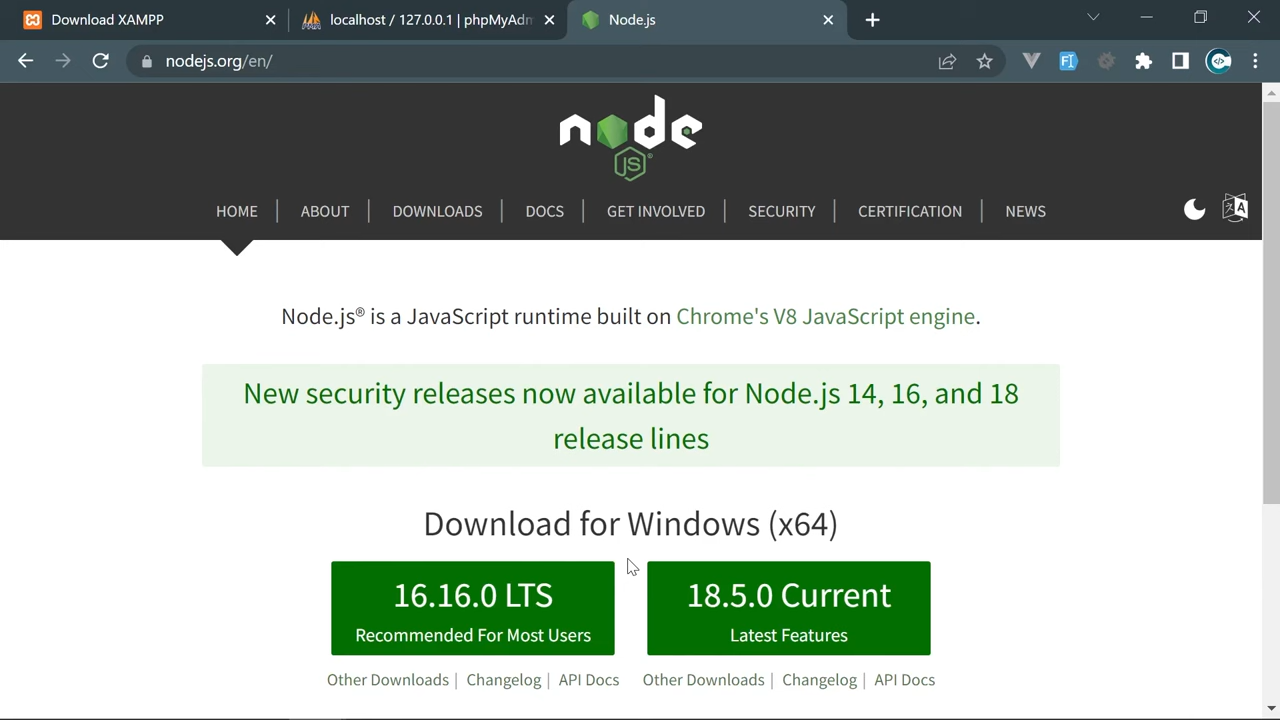 Download XAMPP
localhost / 127.0.0.1 | phpMyAdm
Node.js
nodejs.org/en/
node
JS
HOME | ABOUT | DOWNLOADS | DOCS | GET INVOLVED | SECURITY | CERTIFICATION | NEWS
Node.js® is a JavaScript runtime built on Chrome's V8 JavaScript engine.
New security releases now available for Node.js 14, 16, and 18
release lines
Download for Windows (x64)
16.16.0 LTS
Recommended For Most Users
18.5.0 Current
Latest Features
Other Downloads | Changelog | API Docs
Other Downloads | Changelog | API Docs